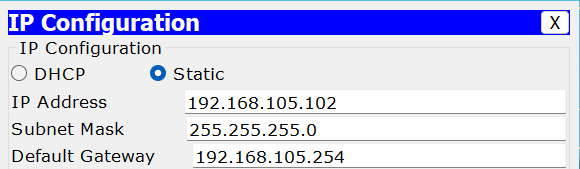 IP Configuration X
IP Configuration
DHCP Static
IP Address 192.168.105.102
Subnet Mask 255.255.255.0
Default Gateway 192.168.105.254